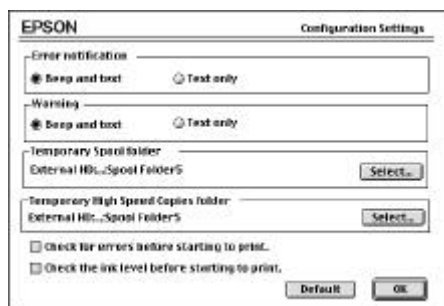 EPSON Configuration Settings
Error notification
Beep and text Text only
Warning
Beep and text Text only
Temporary Spool folder
External HD:...:Spool Folder5 Select...
Temporary High Speed Copies folder
External HD:...:Spool Folder5 Select...
Check for errors before starting to print.
Check the ink level before starting to print.
Default OK